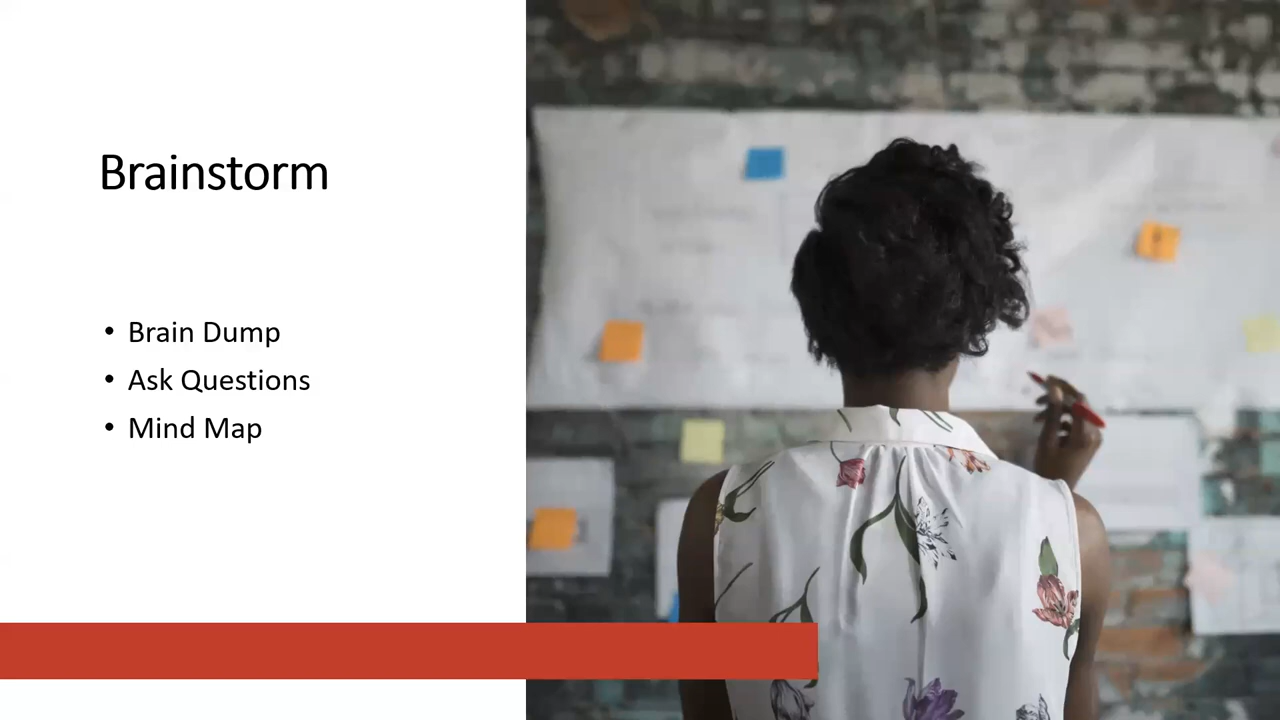 Brainstorm
• Brain Dump
• Ask Questions
• Mind Map